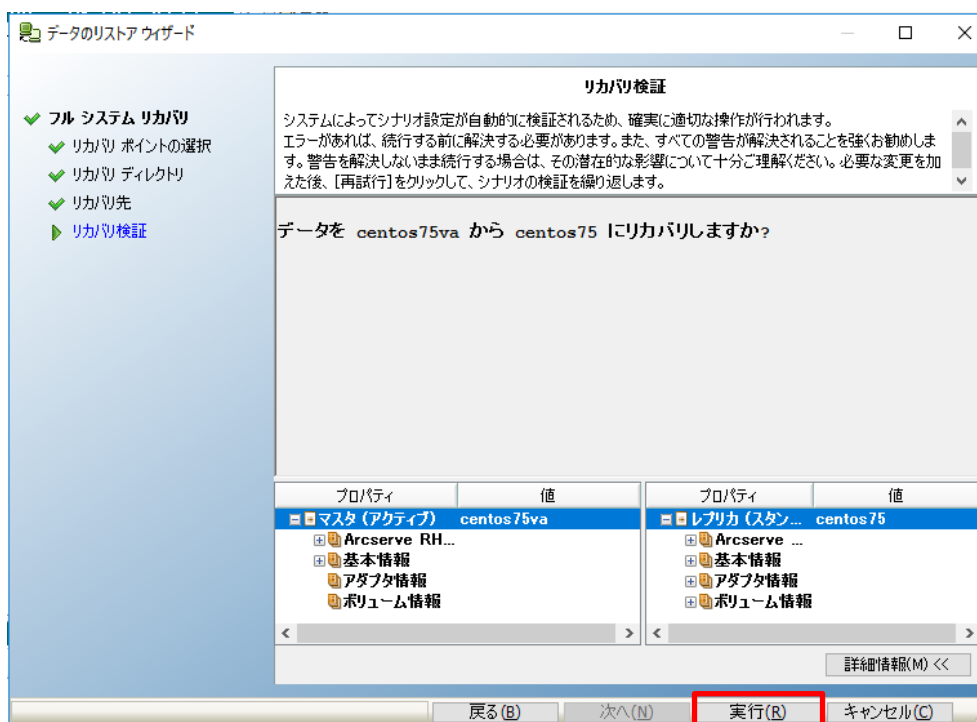 データのリストア ウィザード
フル システム リカバリ
リカバリ ポイントの選択
リカバリ ディレクトリ
リカバリ先
リカバリ検証
リカバリ検証
システムによってシナリオ設定が自動的に検証されるため、確実に適切な操作が行われます。
エラーがあれば、続行する前に解決する必要があります。また、すべての警告が解決されることを強くお勧めしま
す。警告を解決しないまま続行する場合は、その潜在的な影響について十分ご理解ください。必要な変更を加
えた後、[再試行]をクリックして、シナリオの検証を繰り返します。
データを centos75va から centos75 にリカバリしますか?
プロパティ 値
マスタ (アクティブ) centos75va
Arcserve RH...
基本情報
アダプタ情報
ボリューム情報
プロパティ 値
レプリカ (スタン... centos75
Arcserve ...
基本情報
アダプタ情報
ボリューム情報
詳細情報(M) <<
戻る(B) 次へ(N) 実行(R) キャンセル(C)